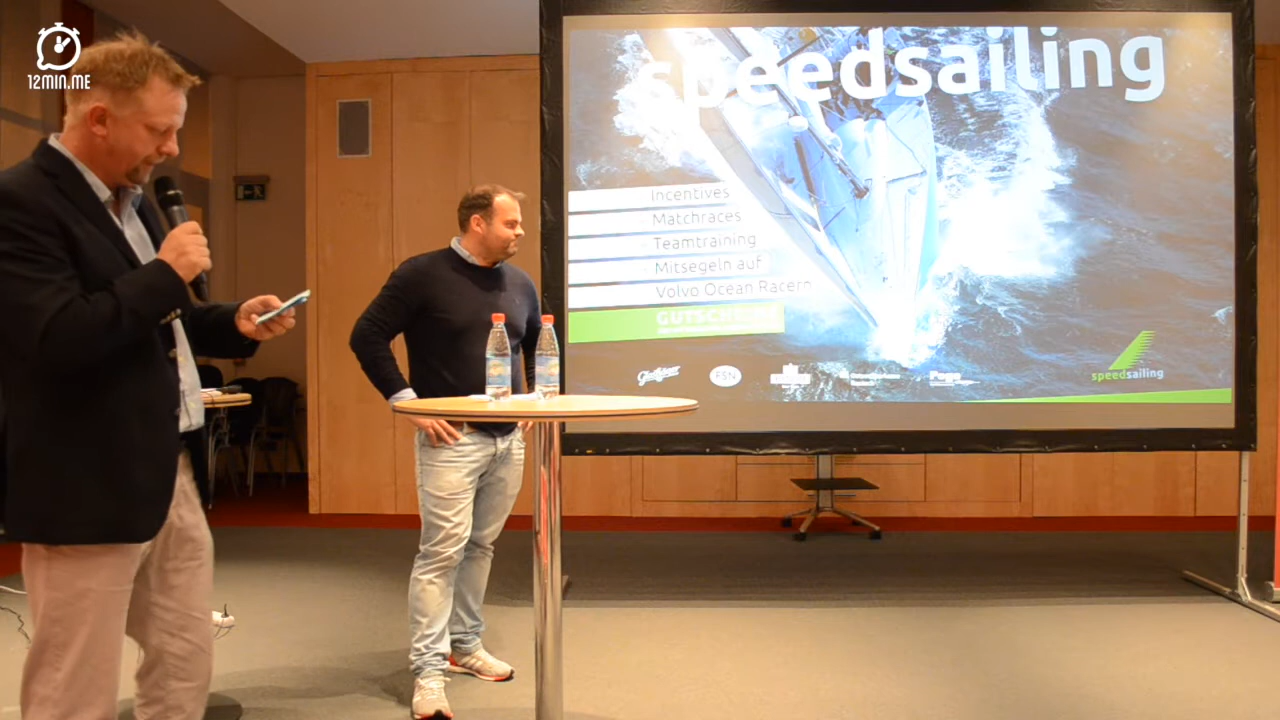 12MIN.ME
speedsailing
Incentives
Matchraces
Teamtraining
Mitsegeln auf
Volvo Ocean Racern
FSN
speedsailing